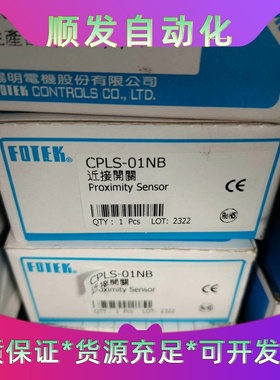 顺发自动化
陽明電機股份有限公司
FOTEK CONTROLS CO., LTD.
FOTEK®
CPLS-01NB
近接開關
Proximity Sensor
QTY : 1 Pcs LOT: 2322
CE
RoHS
FOTEK®
CPLS-01NB
近接開關
Proximity Sensor
CE
质保证*货源充足*可开发